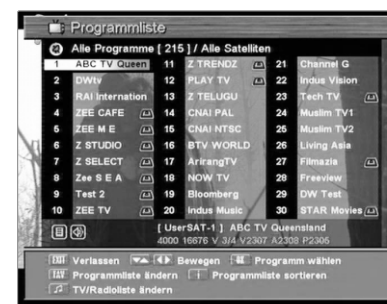 Programmliste
Alle Programme [ 215 ] / Alle Satelliten
1 ABC TV Queen 11 Z TRENDZ 21 Channel G
2 DWtv 12 PLAY TV 22 Indus Vision
3 RAI Internation 13 Z TELUGU 23 Tech TV
4 ZEE CAFE 14 CNAI PAL 24 Muslim TV1
5 ZEE M E 15 CNAI NTSC 25 Muslim TV2
6 Z STUDIO 16 BTV WORLD 26 Living Asia
7 Z SELECT 17 ArirangTV 27 Filmazia
8 Zee S E A 18 NOW TV 28 Freeview
9 Test 2 19 Bloomberg 29 DW Test
10 ZEE TV 20 Indus Music 30 STAR Movies
[ UserSAT-1 ] ABC TV Queensland
4000 16676 V 3/4 V2307 A2308 P2305
EXIT Verlassen Bewegen Programm wählen
FAV Programmliste ändern i Programmliste sortieren
TV/Radioliste ändern